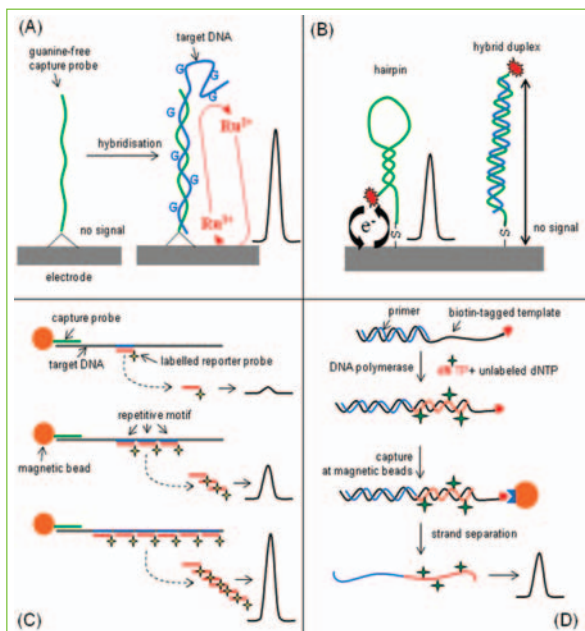 (A)
guanine-free
capture probe
target DNA
G
G
G
G
G
G
G
hybridisation
Ru²⁺
Ru³⁺
no signal
electrode
(B)
hairpin
hybrid duplex
e⁻
S
S
no signal
capture probe
target DNA
labelled reporter probe
repetitive motif
magnetic bead
(C)
primer
biotin-tagged template
DNA polymerase
+ unlabeled dNTP
capture
at magnetic beads
strand separation
(D)